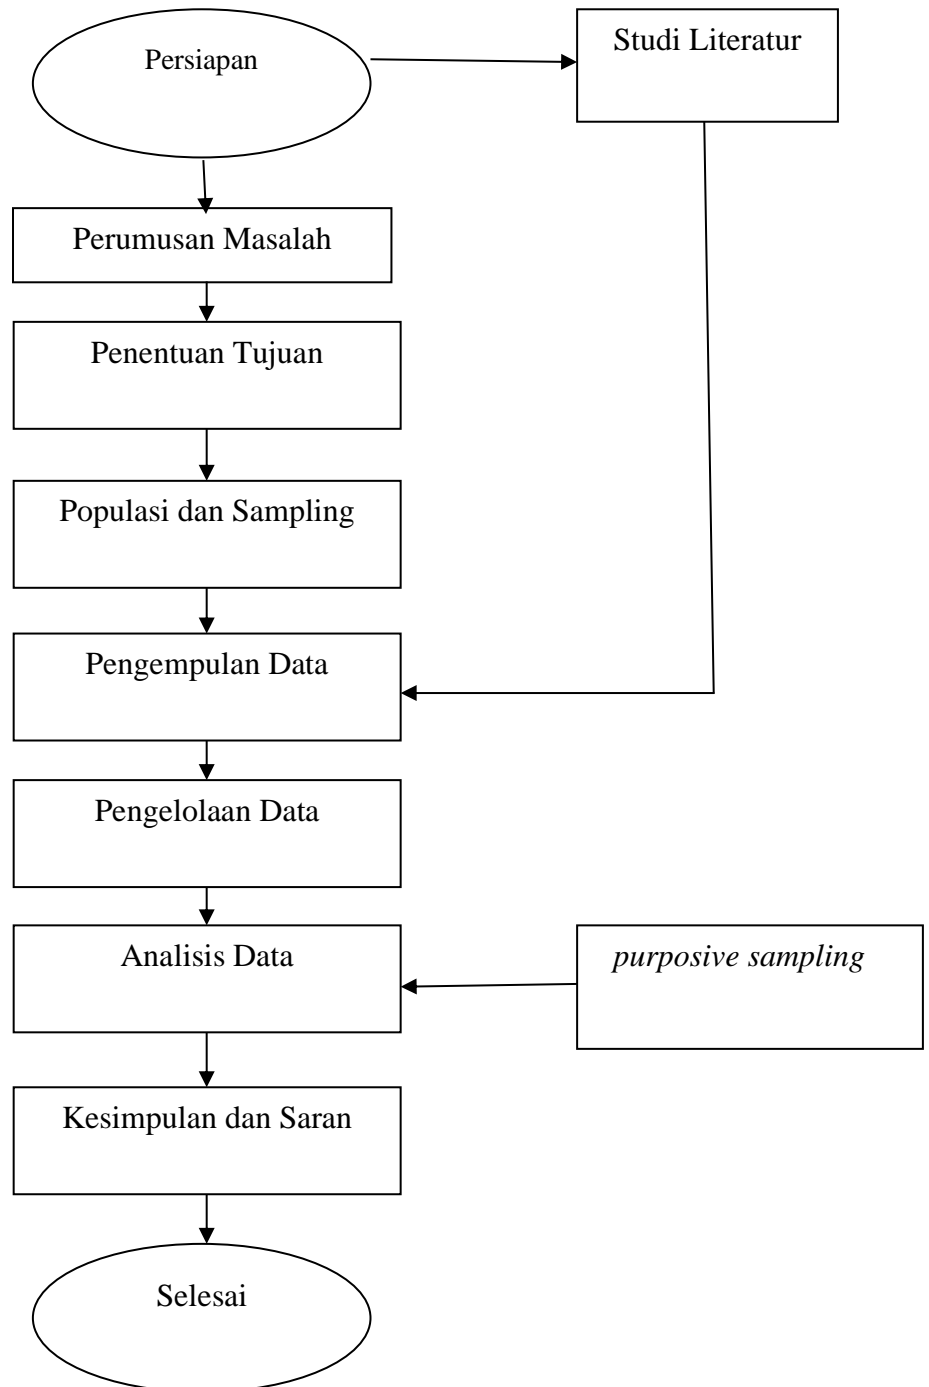 Persiapan
Studi Literatur
Perumusan Masalah
Penentuan Tujuan
Populasi dan Sampling
Pengempulan Data
Pengelolaan Data
Analisis Data
purposive sampling
Kesimpulan dan Saran
Selesai